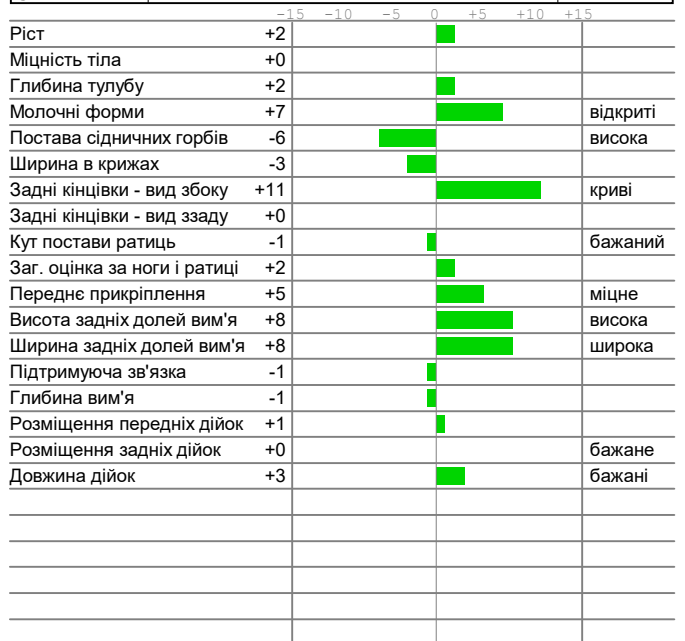 -15 -10 -5 0 +5 +10 +15
Ріст +2
Міцність тіла +0
Глибина тулубу +2
Молочні форми +7 відкриті
Постава сідничних горбів -6 висока
Ширина в крижах -3
Задні кінцівки - вид збоку +11 криві
Задні кінцівки - вид ззаду +0
Кут постави ратиць -1 бажаний
Заг. оцінка за ноги і ратиці +2
Переднє прикріплення +5 міцне
Висота задніх долей вим'я +8 висока
Ширина задніх долей вим'я +8 широка
Підтримуюча зв'язка -1
Глибина вим'я -1
Розміщення передніх дійок +1
Розміщення задніх дійок +0 бажане
Довжина дійок +3 бажані